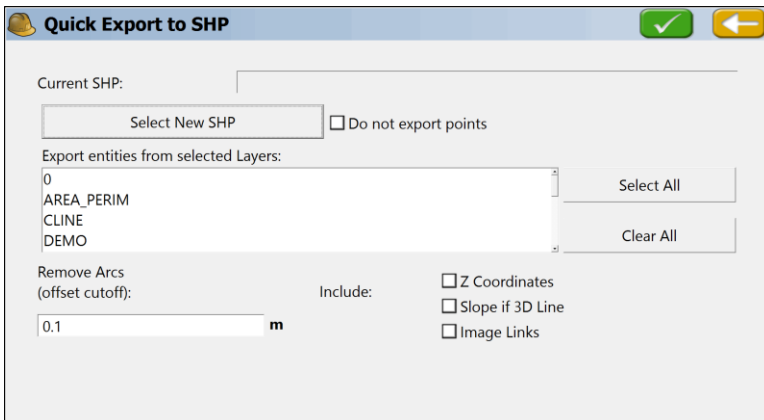 Quick Export to SHP
Current SHP:
Select New SHP
Do not export points
Export entities from selected Layers:
0
AREA_PERIM
CLINE
DEMO
Select All
Clear All
Remove Arcs
(offset cutoff):
0.1 m
Include:
Z Coordinates
Slope if 3D Line
Image Links